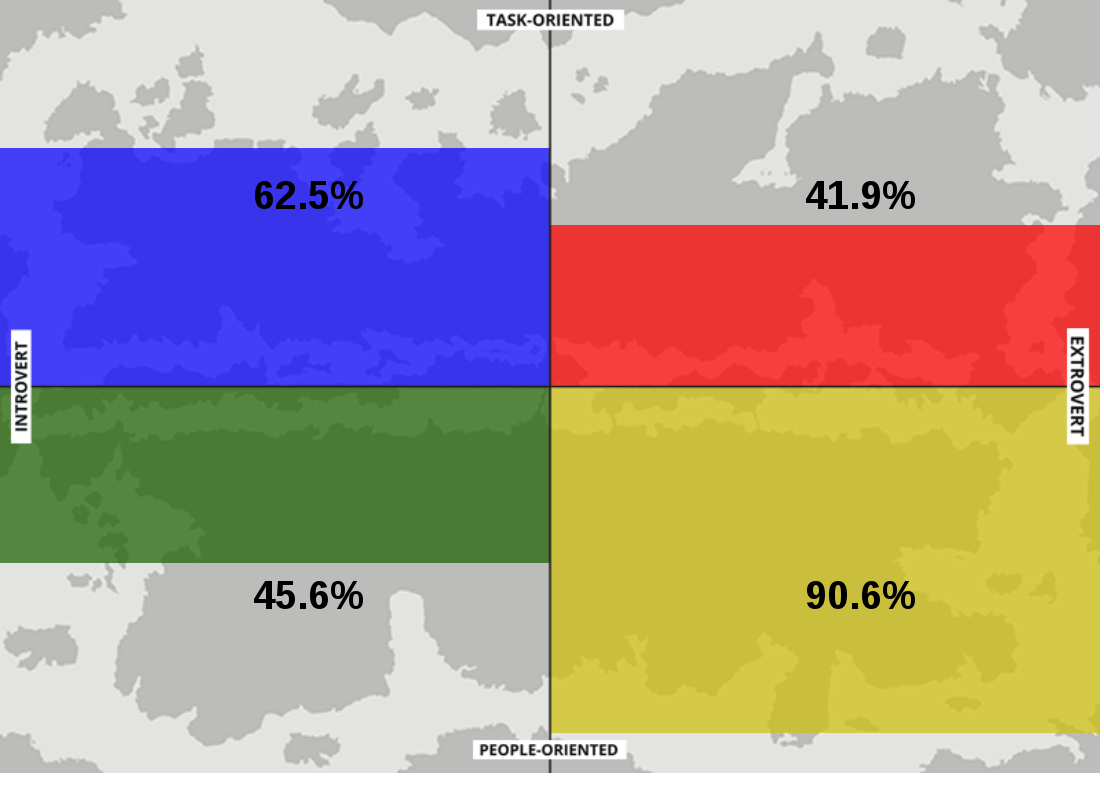 TASK-ORIENTED
62.5%
41.9%
INTROVERT
EXTROVERT
45.6%
90.6%
PEOPLE-ORIENTED